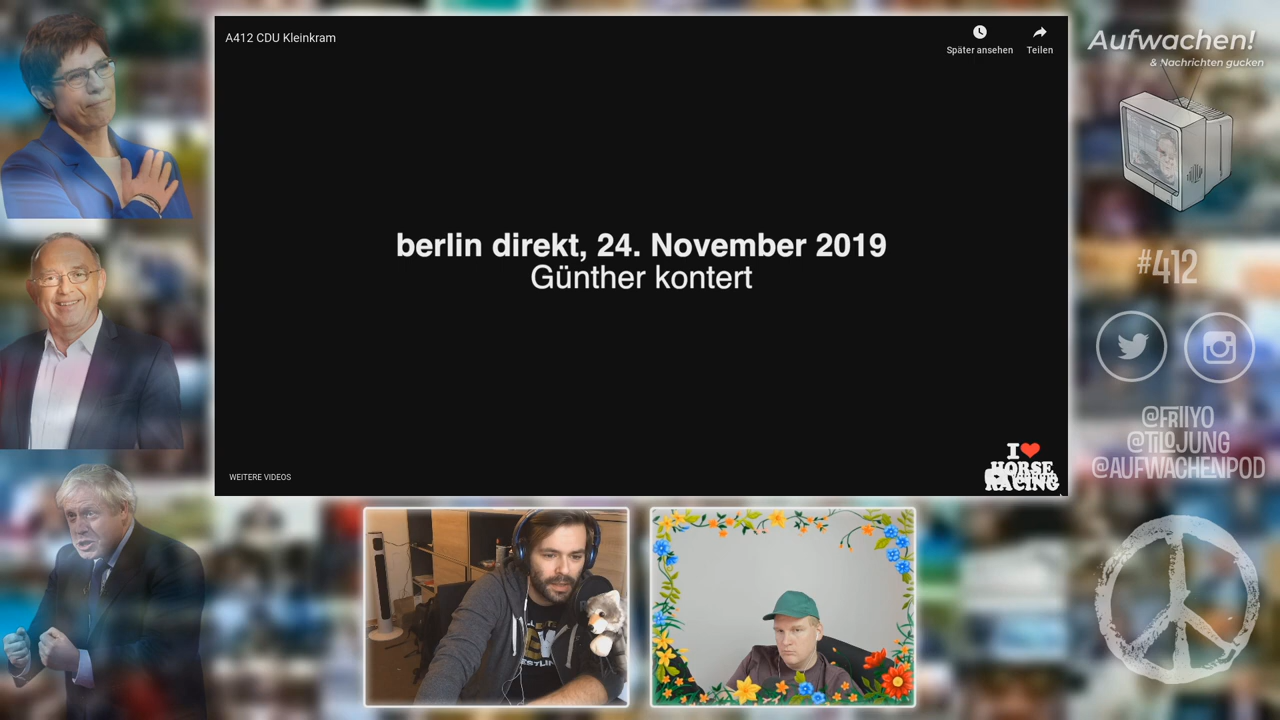 A412 CDU Kleinkram
Später ansehen
Teilen
Aufwachen!
& Nachrichten gucken
berlin direkt, 24. November 2019
Günther kontert
#412
@FRIIYO
@TILOJUNG
@AUFWACHENPOD
WEITERE VIDEOS
I
HORSE
RACING